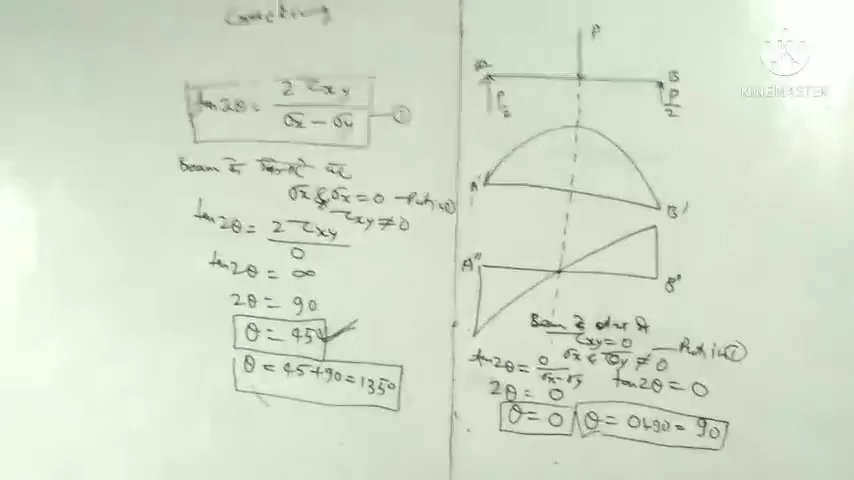 Cracking
tan2θ = 2τxy / σx − σy — ①
Beam के पर
σx & σx = 0 — Put in ①
τxy ≠ 0
tan2θ = 2τxy / 0
tan2θ = ∞
2θ = 90
θ = 45°
θ = 45+90 = 135°
P
A B
P/2 P/2
A' B'
A" B"
Beam के
τxy = 0
σx & σy ≠ 0 — Put in ①
tan2θ = 0 / σx−σy tan2θ = 0
2θ = 0
θ = 0 θ = 0+90 = 90
KINEMASTER